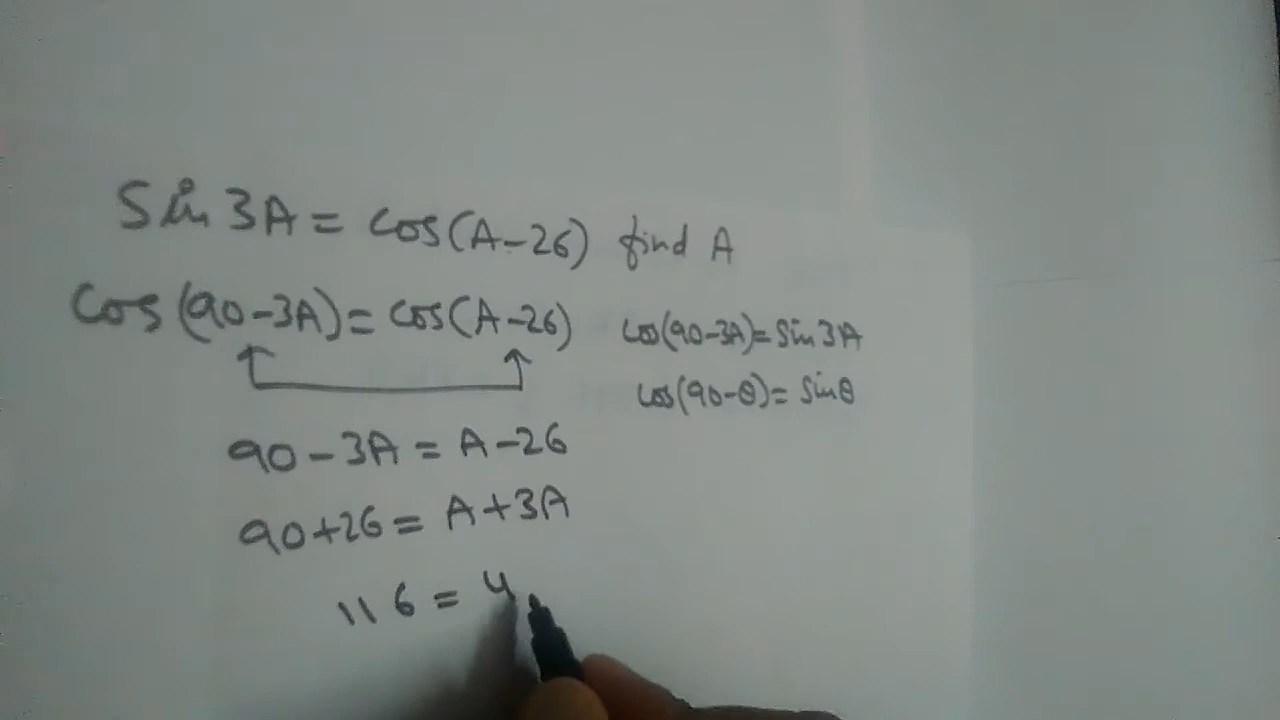 Sin 3A = cos(A-26) find A
cos(90-3A) = cos(A-26)
cos(90-3A) = Sin 3A
cos(90-θ) = Sinθ
90-3A = A-26
90+26 = A+3A
116 = 4